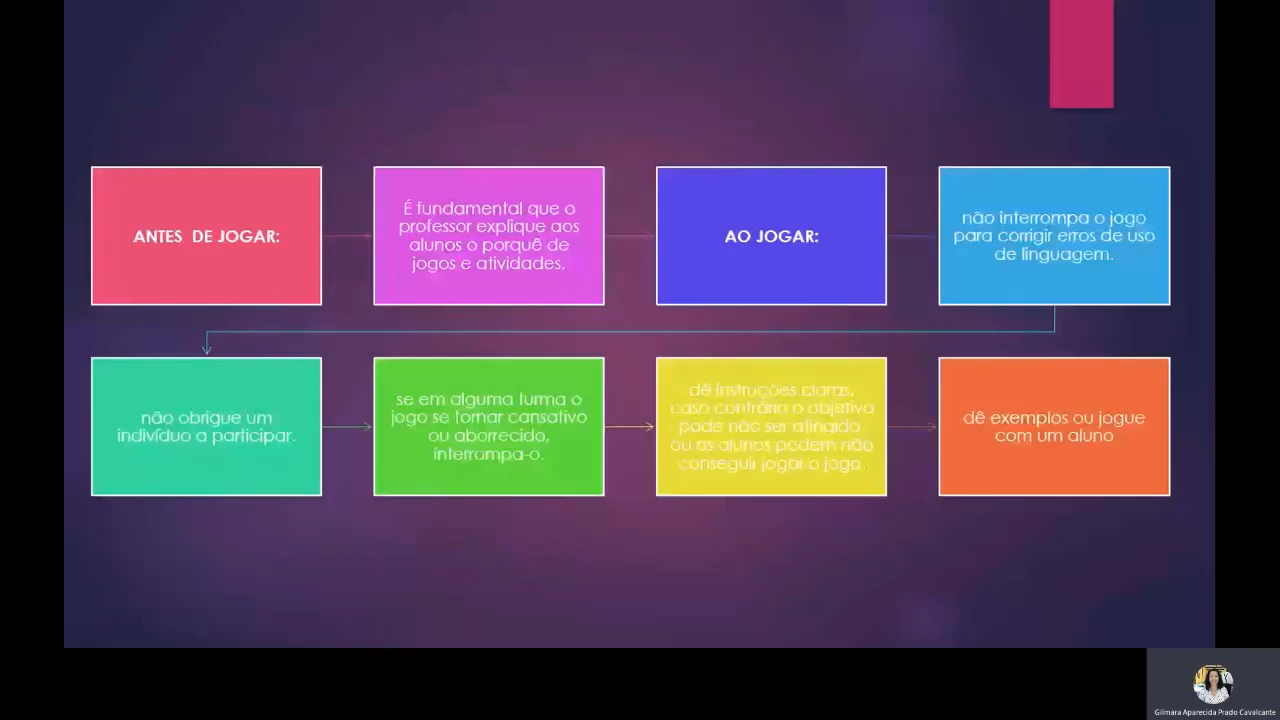 ANTES DE JOGAR:
É fundamental que o
professor explique aos
alunos o porquê de
jogos e atividades.
AO JOGAR:
não interrompa o jogo
para corrigir erros de uso
de linguagem.
não obrigue um
indivíduo a participar.
se em alguma turma o
jogo se tornar cansativo
ou aborrecido,
interrompa-o.
dê instruções claras,
caso contrário o objetivo
pode não ser atingido
ou os alunos podem não
conseguir jogar o jogo
dê exemplos ou jogue
com um aluno
Gilmara Aparecida Prado Cavalcante